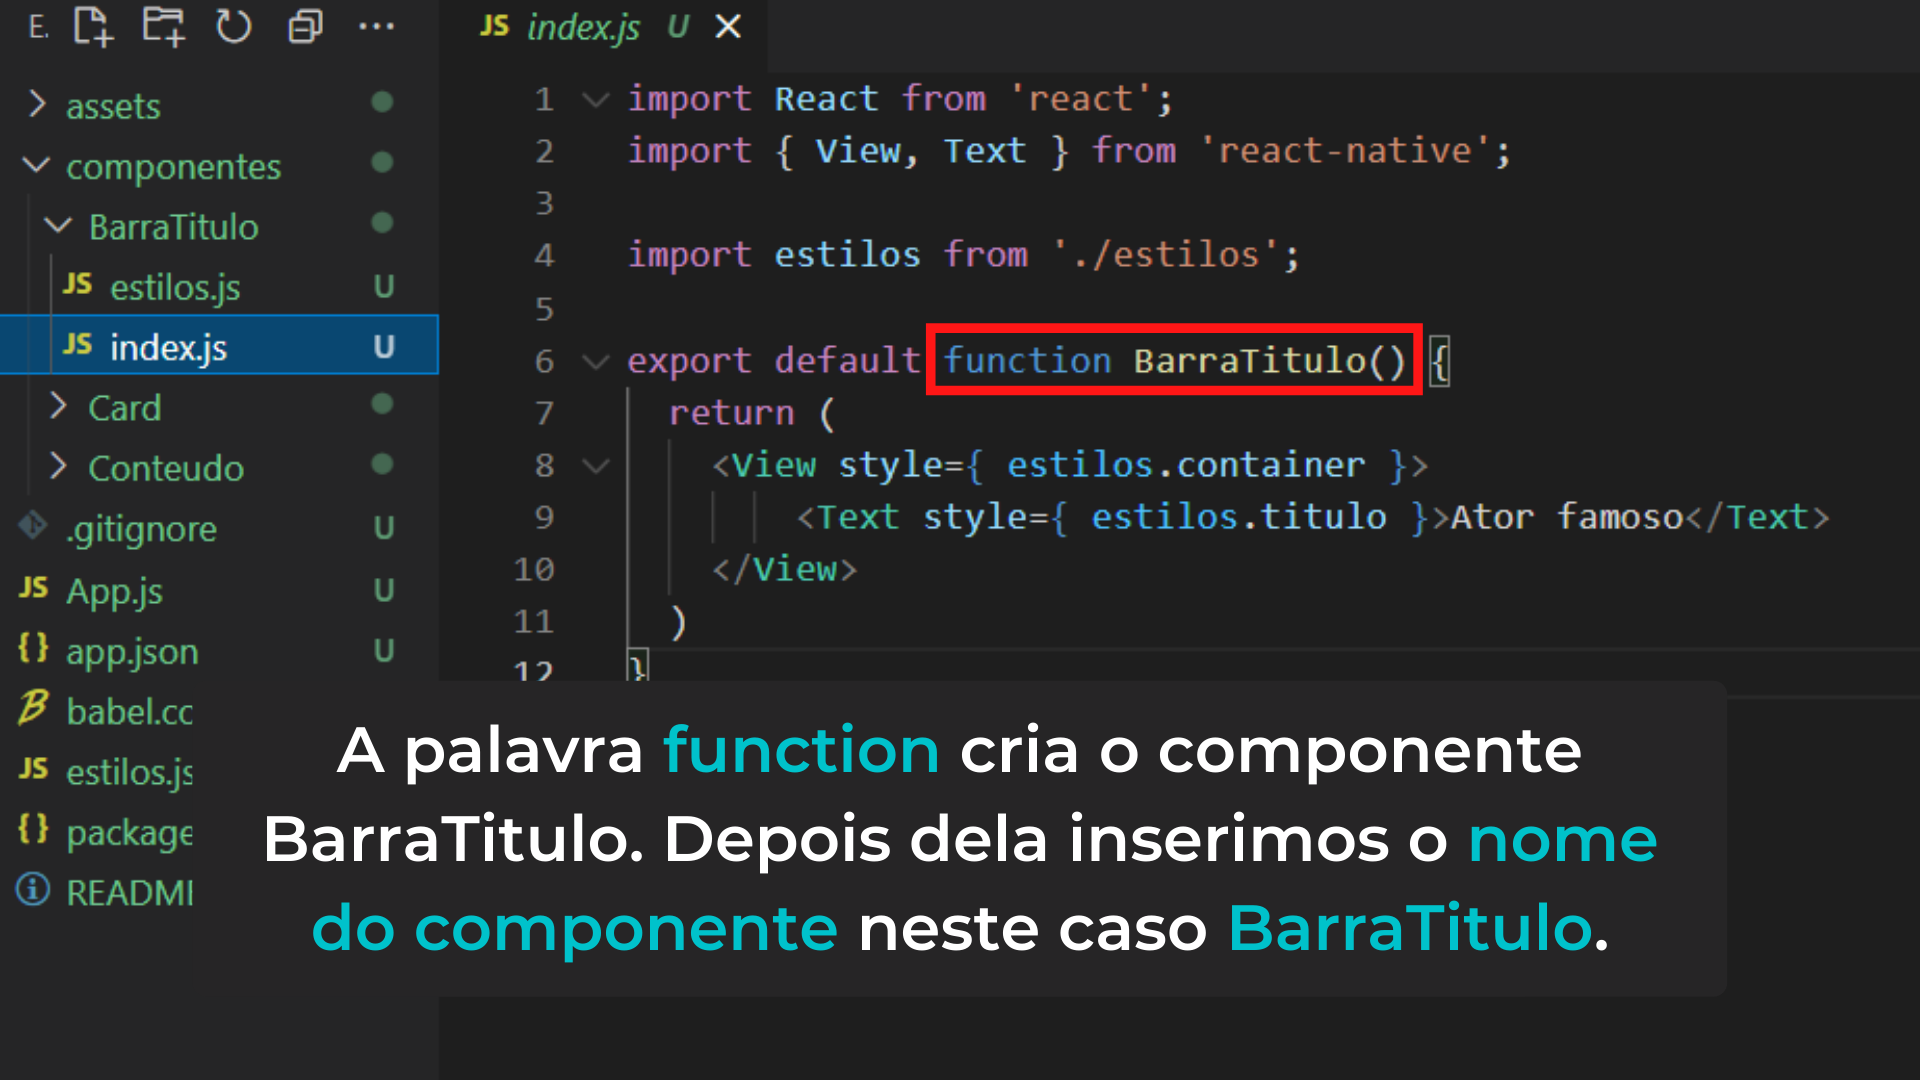 E.
assets
componentes
BarraTitulo
JS estilos.js U
JS index.js U
Card
Conteudo
.gitignore U
JS App.js U
{} app.json U
babel.cc
JS estilos.js
{} package
README
JS index.js U
1 import React from 'react';
2 import { View, Text } from 'react-native';
3
4 import estilos from './estilos';
5
6 export default function BarraTitulo() {
7 return (
8 <View style={ estilos.container }>
9 <Text style={ estilos.titulo }>Ator famoso</Text>
10 </View>
11 )
12 }
A palavra function cria o componente
BarraTitulo. Depois dela inserimos o nome
do componente neste caso BarraTitulo.